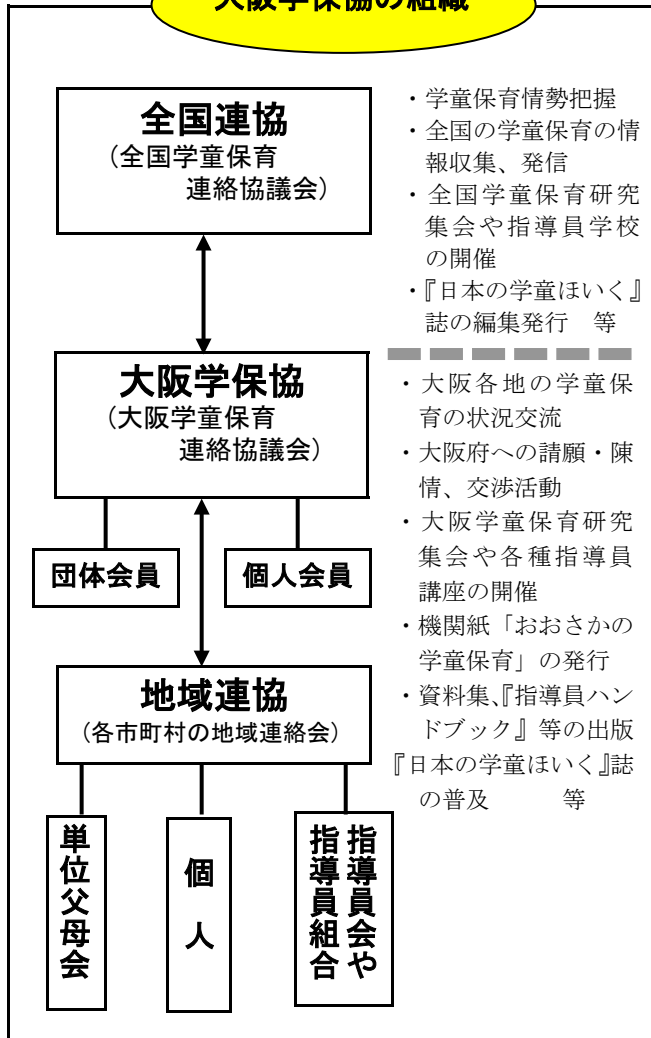 大阪学保協の組織
全国連協
(全国学童保育
連絡協議会)
・学童保育情勢把握
・全国の学童保育の情
報収集、発信
・全国学童保育研究
集会や指導員学校
の開催
・『日本の学童ほいく』
誌の編集発行 等
大阪学保協
(大阪学童保育
連絡協議会)
団体会員
個人会員
・大阪各地の学童保
育の状況交流
・大阪府への請願・陳
情、交渉活動
・大阪学童保育研究
集会や各種指導員
講座の開催
・機関紙「おおさかの
学童保育」の発行
・資料集、『指導員ハン
ドブック』等の出版
『日本の学童ほいく』誌
の普及 等
地域連協
(各市町村の地域連絡会)
単位父母会
個人
指導員会や
指導員組合